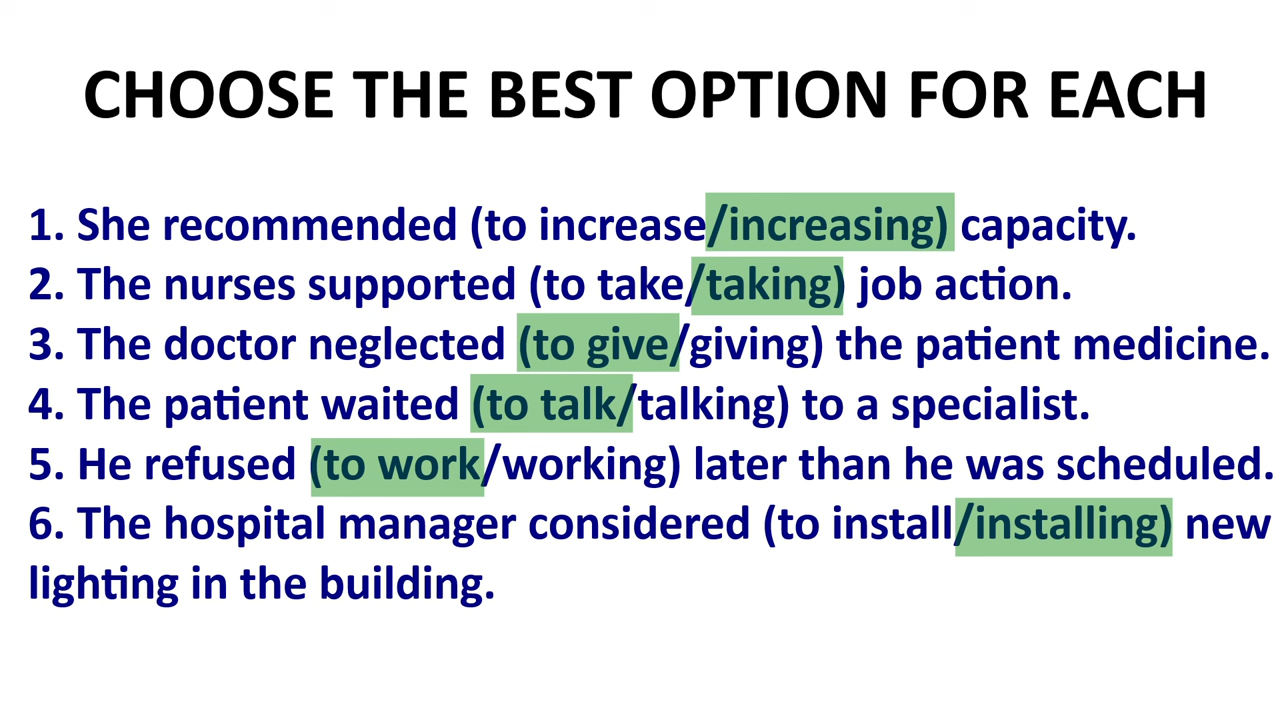 CHOOSE THE BEST OPTION FOR EACH
1. She recommended (to increase/increasing) capacity.
2. The nurses supported (to take/taking) job action.
3. The doctor neglected (to give/giving) the patient medicine.
4. The patient waited (to talk/talking) to a specialist.
5. He refused (to work/working) later than he was scheduled.
6. The hospital manager considered (to install/installing) new
lighting in the building.